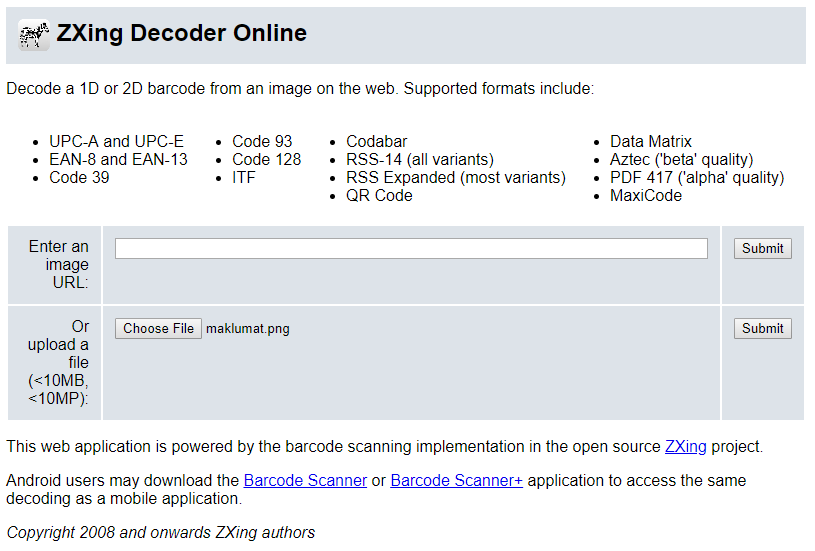 ZXing Decoder Online
Decode a 1D or 2D barcode from an image on the web. Supported formats include:
UPC-A and UPC-E
EAN-8 and EAN-13
Code 39
Code 93
Code 128
ITF
Codabar
RSS-14 (all variants)
RSS Expanded (most variants)
QR Code
Data Matrix
Aztec ('beta' quality)
PDF 417 ('alpha' quality)
MaxiCode
Enter an
image
URL:
Submit
Or
upload a
file
(<10MB,
<10MP):
Choose File maklumat.png
Submit
This web application is powered by the barcode scanning implementation in the open source ZXing project.
Android users may download the Barcode Scanner or Barcode Scanner+ application to access the same
decoding as a mobile application.
Copyright 2008 and onwards ZXing authors